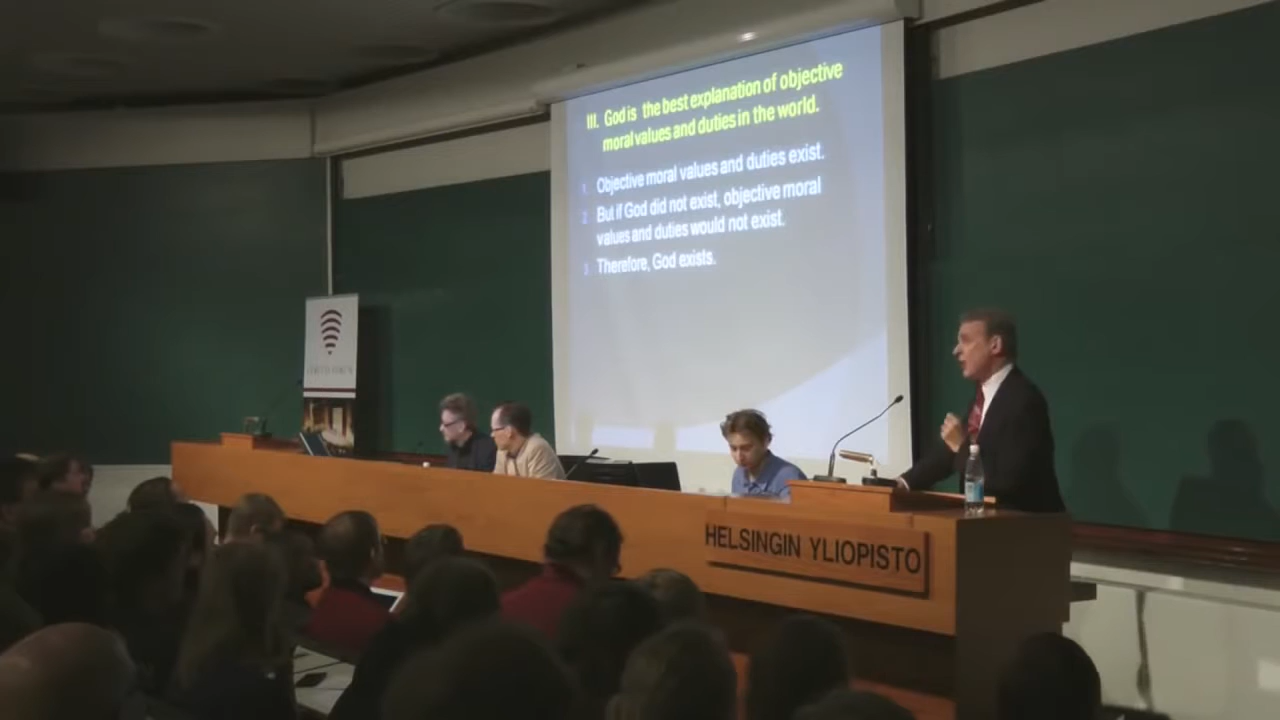 III. God is the best explanation of objective
moral values and duties in the world.
1 Objective moral values and duties exist.
2 But if God did not exist, objective moral
values and duties would not exist.
3 Therefore, God exists.
HELSINGIN YLIOPISTO